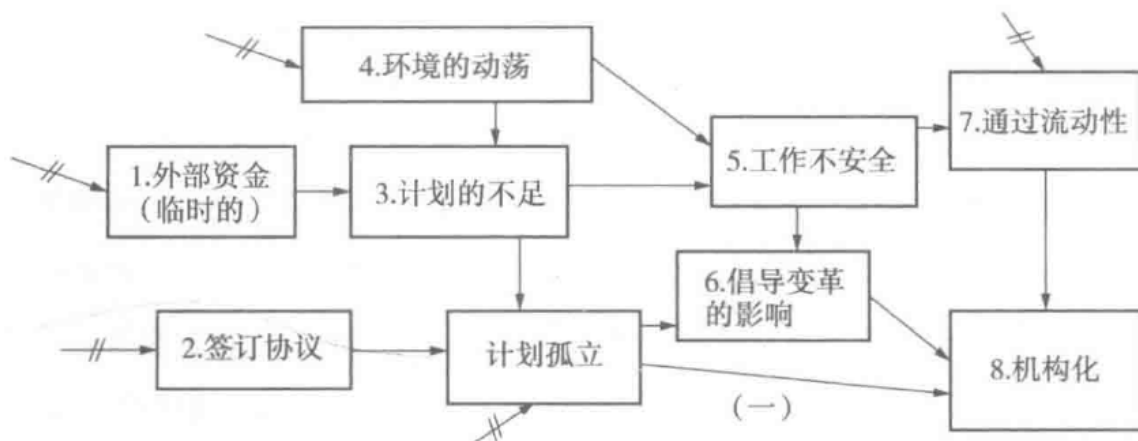 4.环境的动荡
7.通过流动性
5.工作不安全
1.外部资金
（临时的）
3.计划的不足
6.倡导变革
的影响
2.签订协议
计划孤立
8.机构化
（一）